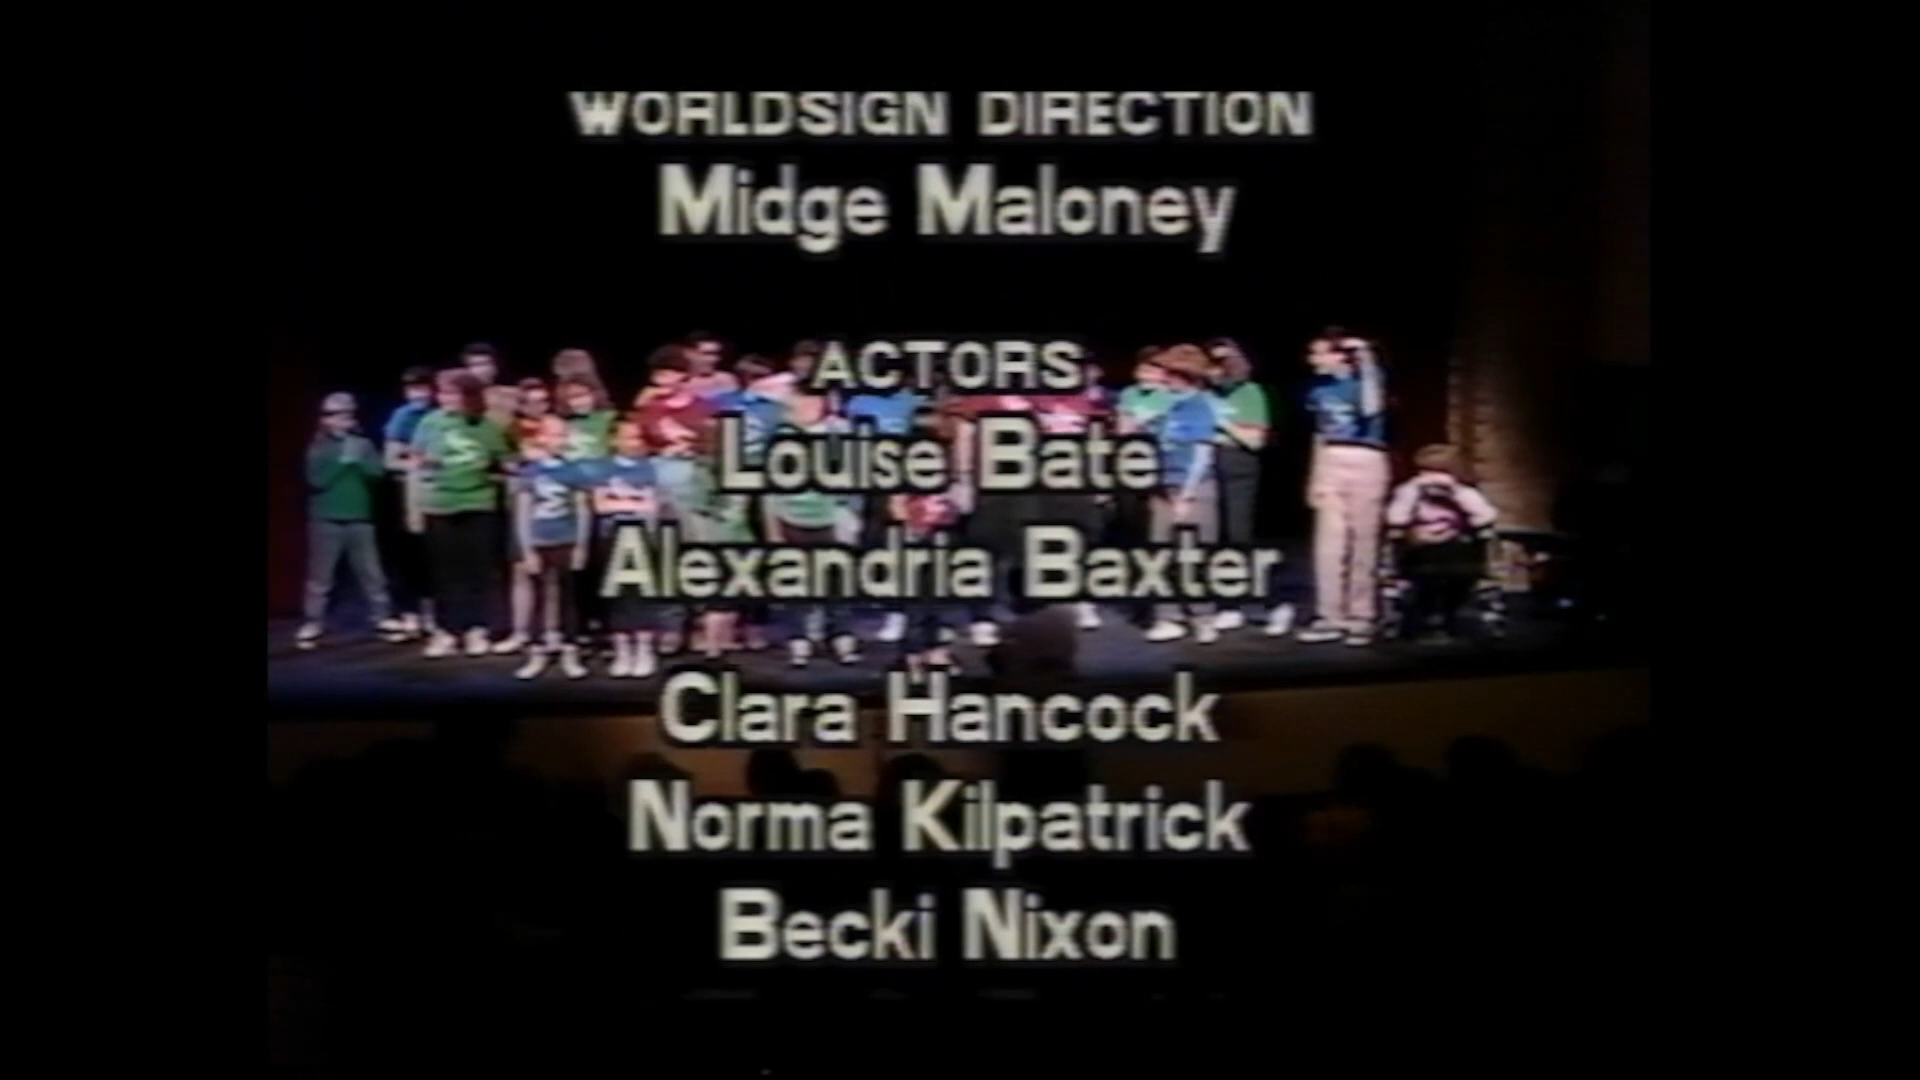 WORLDSIGN DIRECTION
Midge Maloney
ACTORS
Louise Bate
Alexandria Baxter
Clara Hancock
Norma Kilpatrick
Becki Nixon